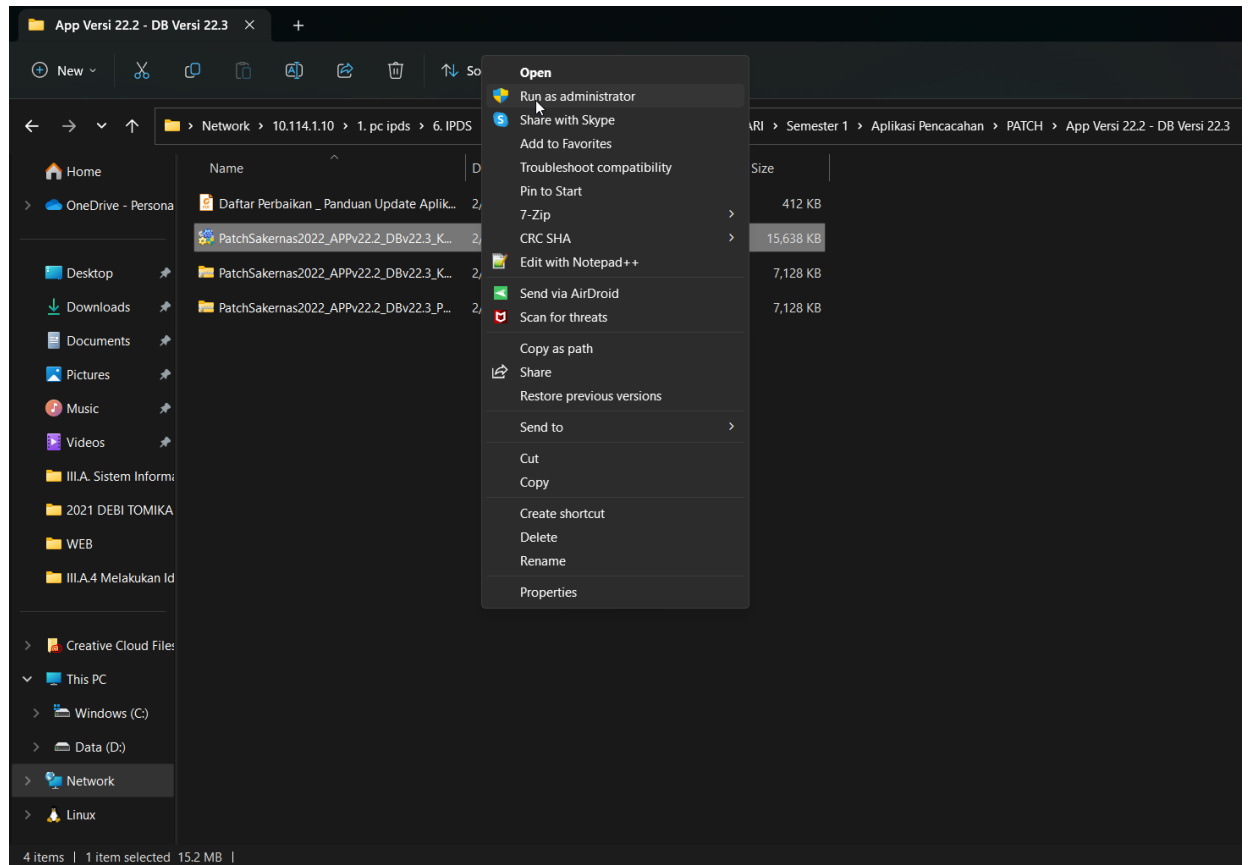 App Versi 22.2 - DB Versi 22.3
New
So
Network > 10.114.1.10 > 1. pc ipds > 6. IPDS
ARI > Semester 1 > Aplikasi Pencacahan > PATCH > App Versi 22.2 - DB Versi 22.3
Home
OneDrive - Persona
Desktop
Downloads
Documents
Pictures
Music
Videos
III.A. Sistem Informa
2021 DEBI TOMIKA
WEB
III.A.4 Melakukan Id
Creative Cloud Files
This PC
Windows (C:)
Data (D:)
Network
Linux
Name
D
Size
Daftar Perbaikan _ Panduan Update Aplik... 2/ 412 KB
PatchSakernas2022_APPv22.2_DBv22.3_K... 2/ 15,638 KB
PatchSakernas2022_APPv22.2_DBv22.3_K... 2/ 7,128 KB
PatchSakernas2022_APPv22.2_DBv22.3_P... 2/ 7,128 KB
Open
Run as administrator
Share with Skype
Add to Favorites
Troubleshoot compatibility
Pin to Start
7-Zip
CRC SHA
Edit with Notepad++
Send via AirDroid
Scan for threats
Copy as path
Share
Restore previous versions
Send to
Cut
Copy
Create shortcut
Delete
Rename
Properties
4 items | 1 item selected 15.2 MB |